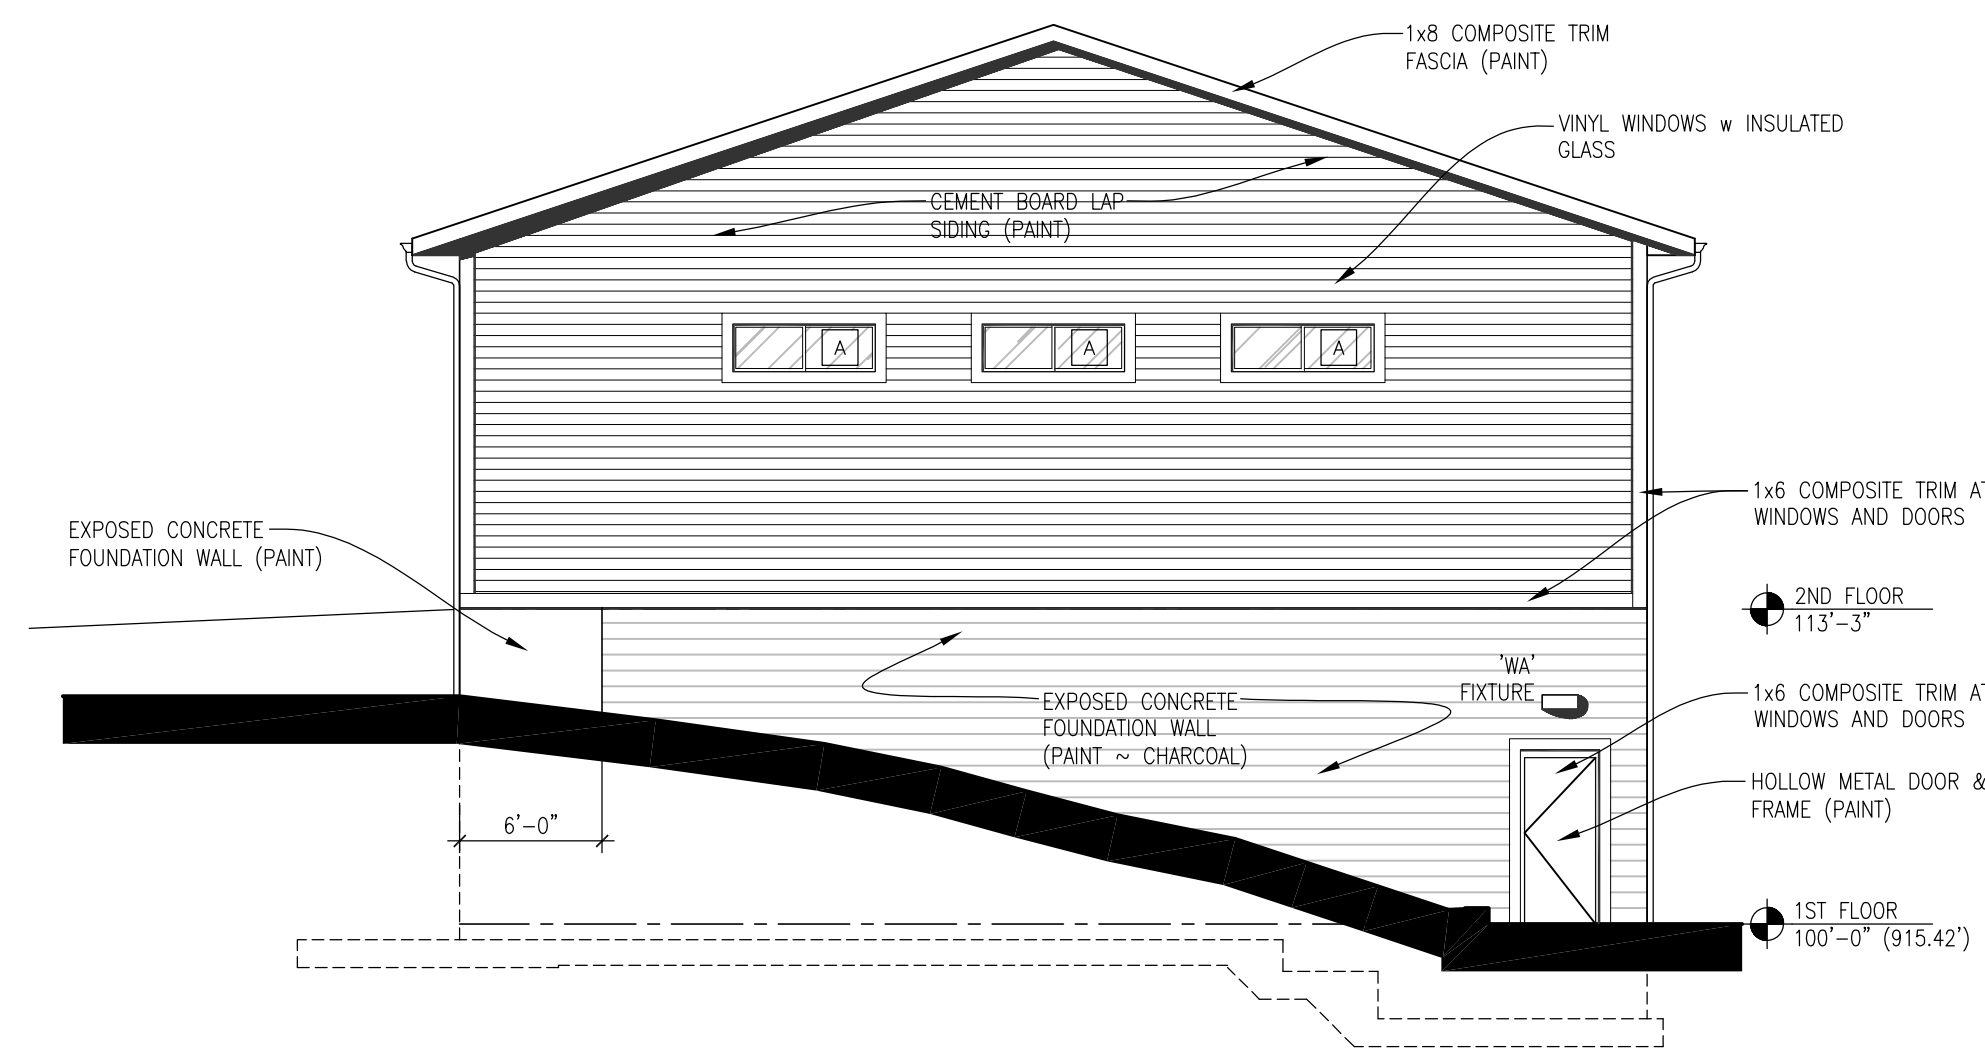 1x8 COMPOSITE TRIM
FASCIA (PAINT)
VINYL WINDOWS w INSULATED
GLASS
CEMENT BOARD LAP
SIDING (PAINT)
A
A
A
1x6 COMPOSITE TRIM AT
WINDOWS AND DOORS
EXPOSED CONCRETE
FOUNDATION WALL (PAINT)
2ND FLOOR
113'-3"
'WA'
FIXTURE
EXPOSED CONCRETE
FOUNDATION WALL
(PAINT ~ CHARCOAL)
1x6 COMPOSITE TRIM AT
WINDOWS AND DOORS
HOLLOW METAL DOOR &
FRAME (PAINT)
6'-0"
1ST FLOOR
100'-0" (915.42')